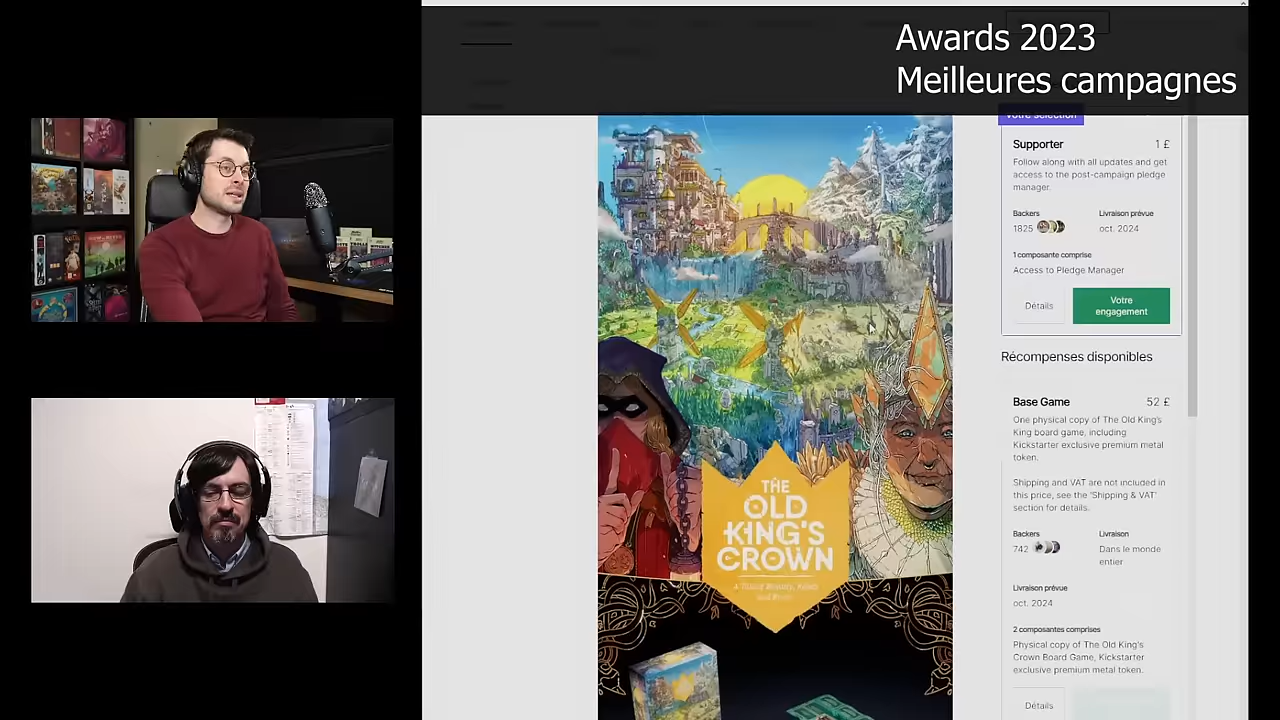 Awards 2023
Meilleures campagnes
Votre sélection
Supporter 1 £
Follow along with all updates and get
access to the post-campaign pledge
manager.
Backers Livraison prévue
1825 oct. 2024
1 composante comprise
Access to Pledge Manager
Détails
Votre
engagement
Récompenses disponibles
Base Game 52 £
One physical copy of The Old King's
King board game, including
Kickstarter exclusive premium metal
token.
Shipping and VAT are not included in
this price, see the 'Shipping & VAT'
section for details.
Backers Livraison
742 Dans le monde
entier
Livraison prévue
oct. 2024
2 composantes comprises
Physical copy of The Old King's
Crown Board Game, Kickstarter
exclusive premium metal token.
Détails
THE
OLD
KING'S
CROWN